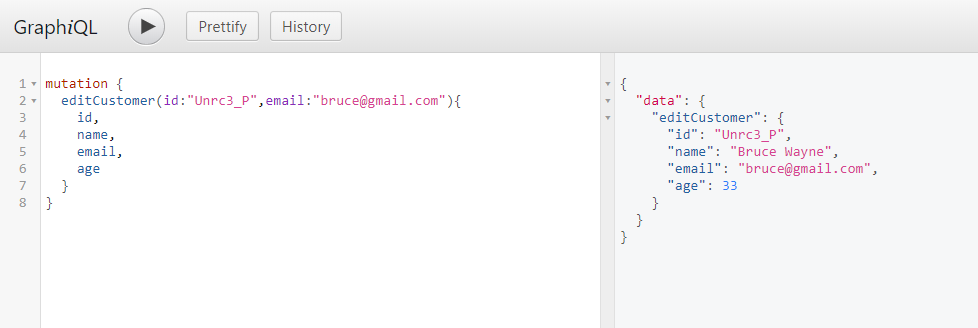 GraphiQL Prettify History
1 mutation {
2 editCustomer(id:"Unrc3_P",email:"bruce@gmail.com"){
3 id,
4 name,
5 email,
6 age
7 }
8 }
{
"data": {
"editCustomer": {
"id": "Unrc3_P",
"name": "Bruce Wayne",
"email": "bruce@gmail.com",
"age": 33
}
}
}